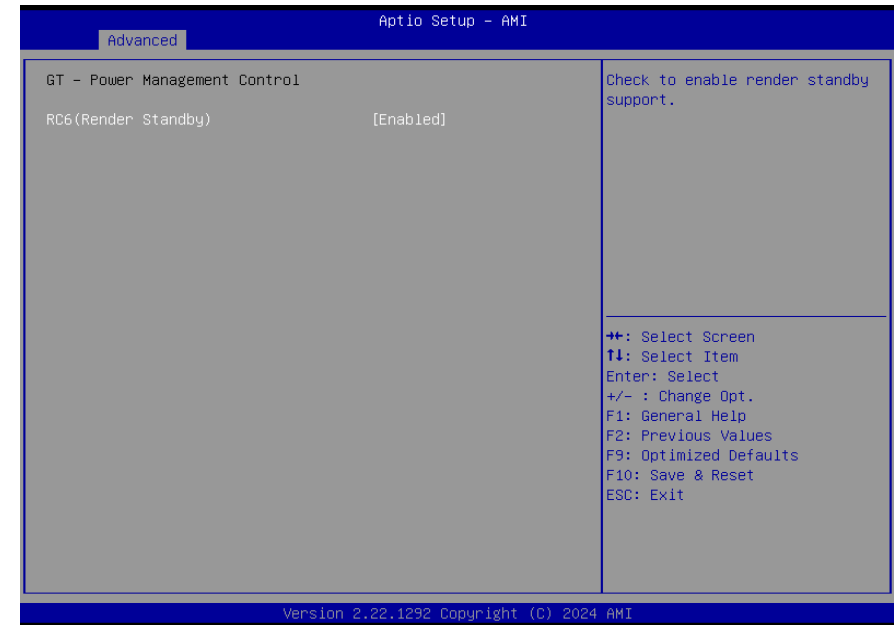 Aptio Setup – AMI
Advanced
GT – Power Management Control
RC6(Render Standby) [Enabled]
Check to enable render standby
support.
→←: Select Screen
↑↓: Select Item
Enter: Select
+/- : Change Opt.
F1: General Help
F2: Previous Values
F9: Optimized Defaults
F10: Save & Reset
ESC: Exit
Version 2.22.1292 Copyright (C) 2024 AMI